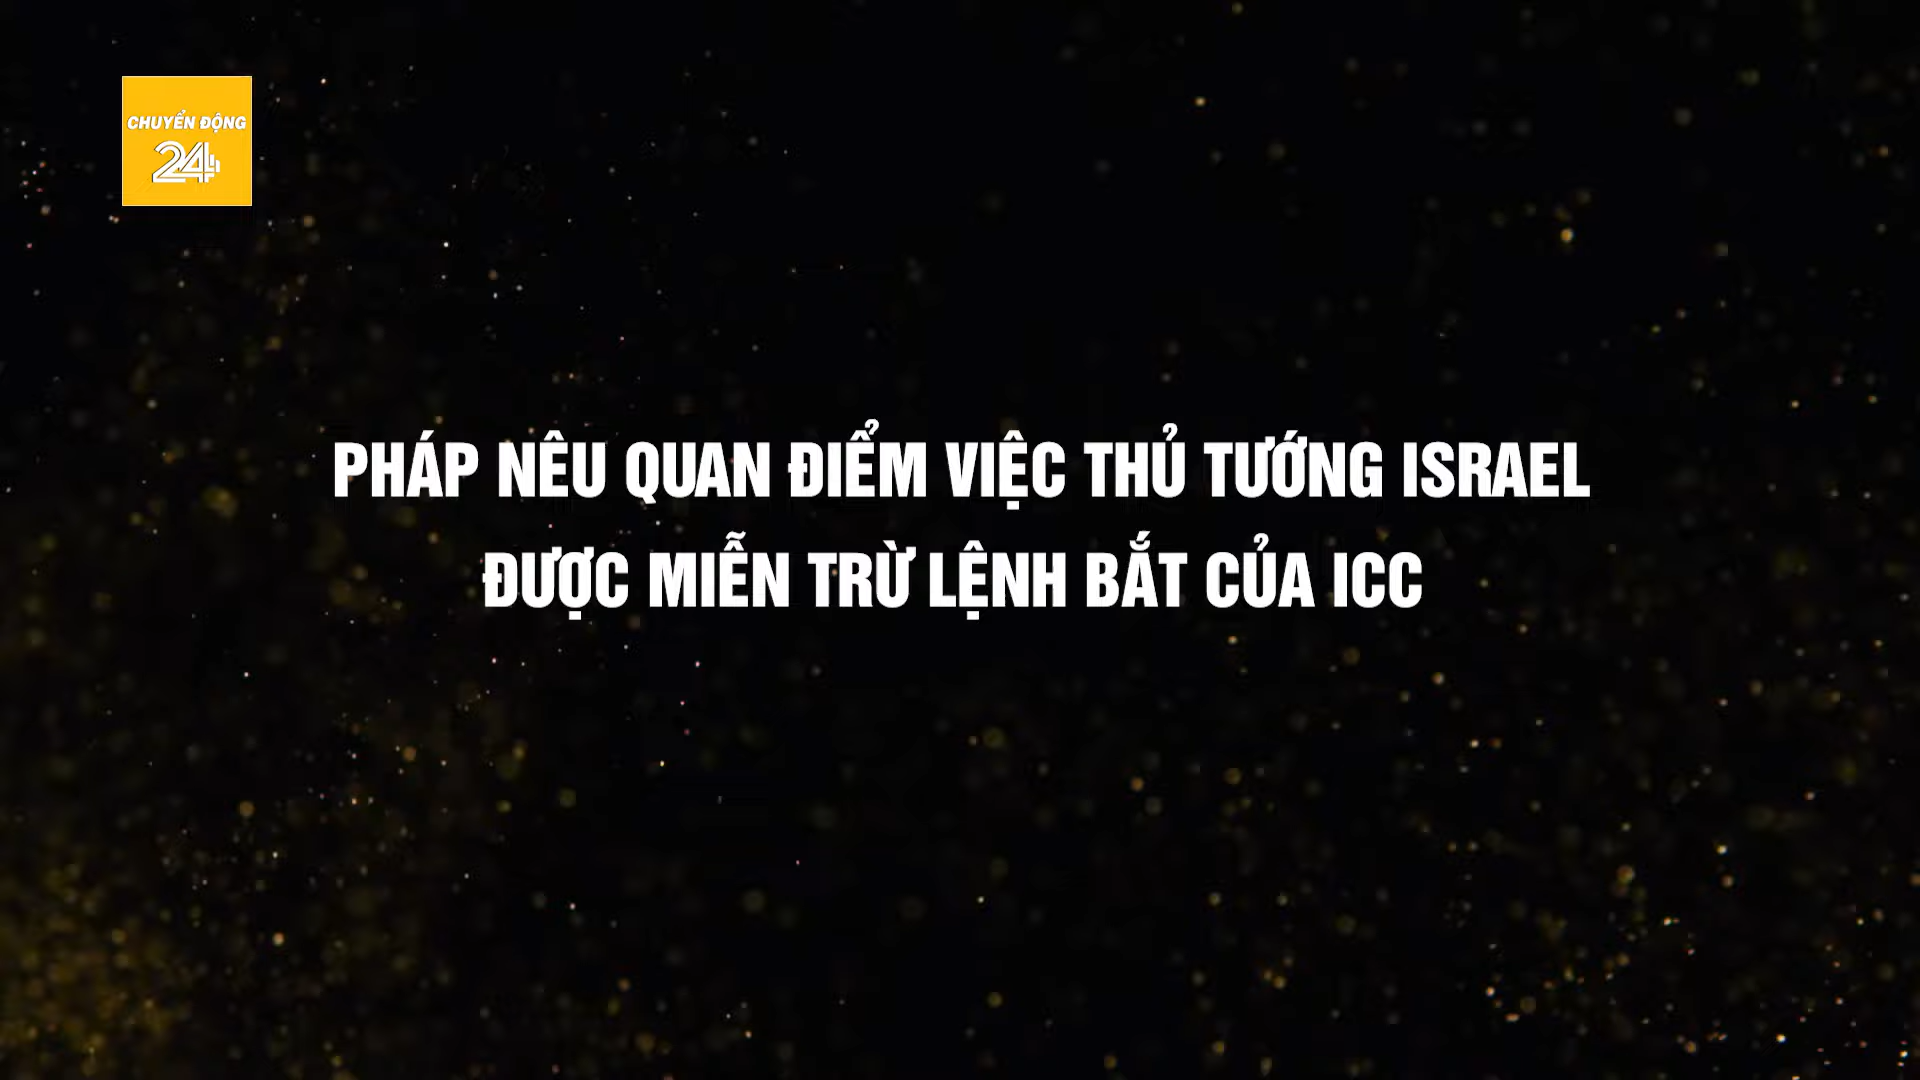 CHUYỂN ĐỘNG
24h
PHÁP NÊU QUAN ĐIỂM VIỆC THỦ TƯỚNG ISRAEL
ĐƯỢC MIỄN TRỪ LỆNH BẮT CỦA ICC